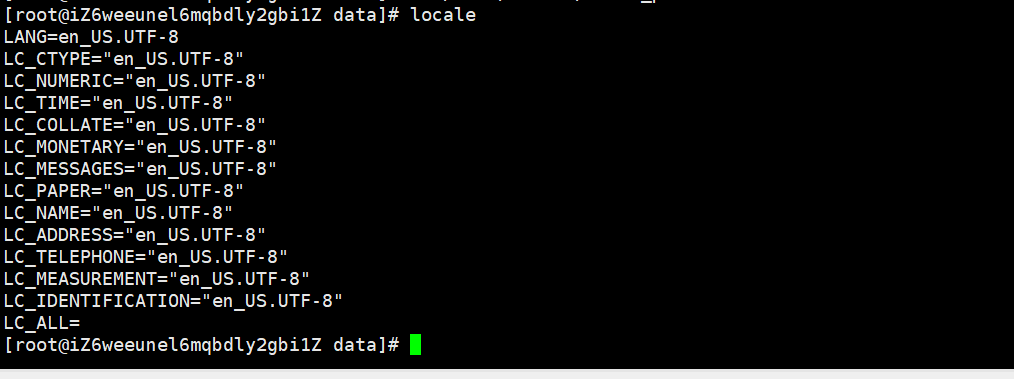 [root@iZ6weeunel6mqbdly2gbi1Z data]# locale
LANG=en_US.UTF-8
LC_CTYPE="en_US.UTF-8"
LC_NUMERIC="en_US.UTF-8"
LC_TIME="en_US.UTF-8"
LC_COLLATE="en_US.UTF-8"
LC_MONETARY="en_US.UTF-8"
LC_MESSAGES="en_US.UTF-8"
LC_PAPER="en_US.UTF-8"
LC_NAME="en_US.UTF-8"
LC_ADDRESS="en_US.UTF-8"
LC_TELEPHONE="en_US.UTF-8"
LC_MEASUREMENT="en_US.UTF-8"
LC_IDENTIFICATION="en_US.UTF-8"
LC_ALL=
[root@iZ6weeunel6mqbdly2gbi1Z data]#